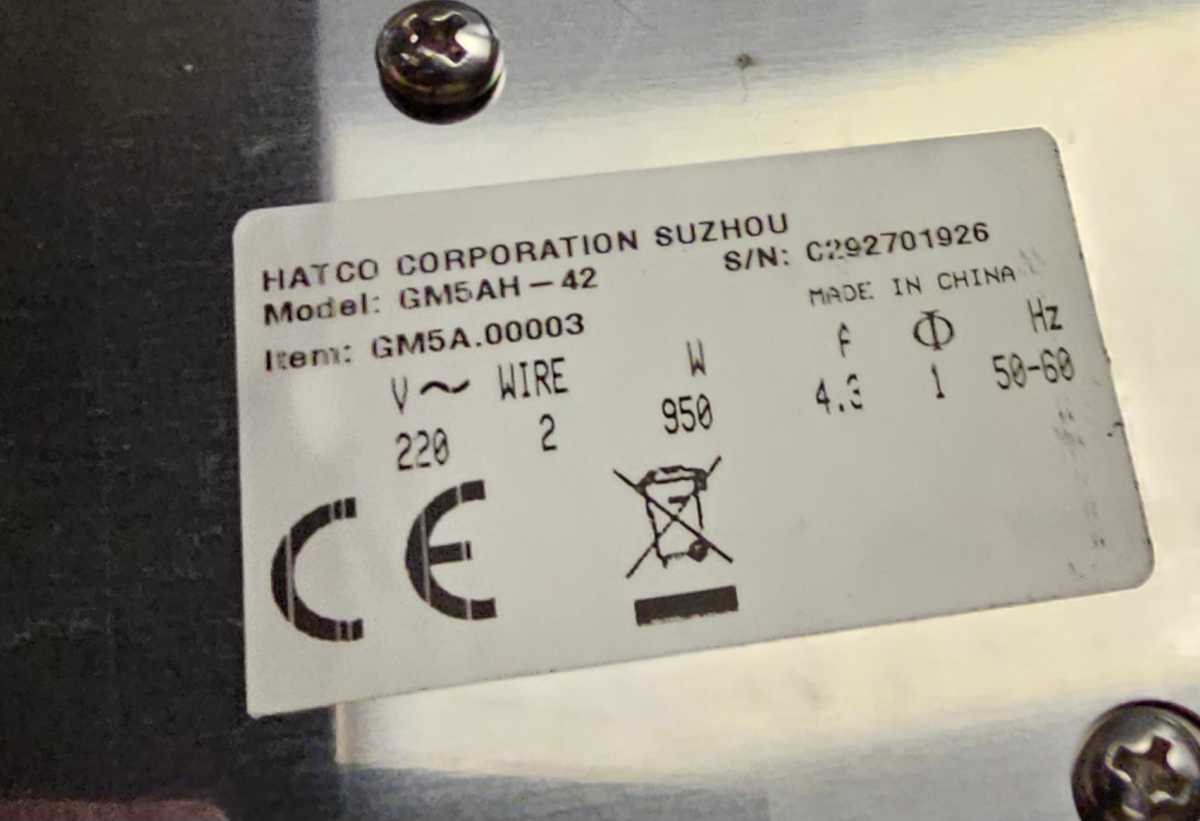 HATCO CORPORATION SUZHOU
Model: GM5AH-42 S/N: C292701926
Item: GM5A.00003 MADE IN CHINA
V~ WIRE W A Φ Hz
220 2 950 4.3 1 50-60
CE